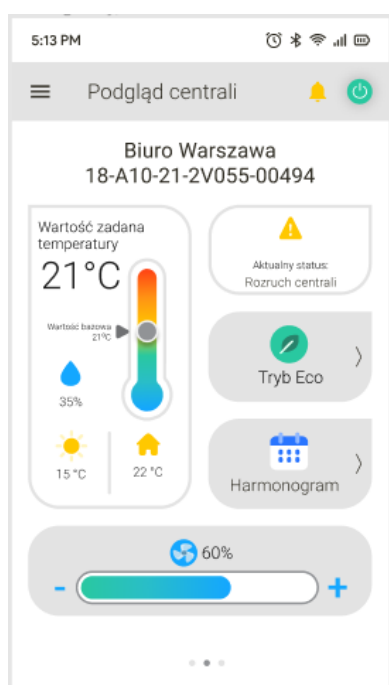 5:13 PM
Podgląd centrali
Biuro Warszawa
18-A10-21-2V055-00494
Wartość zadana
temperatury
21°C
Wartość bazowa
21°C
35%
15 °C
22 °C
Aktualny status:
Rozruch centrali
Tryb Eco
Harmonogram
60%
- +